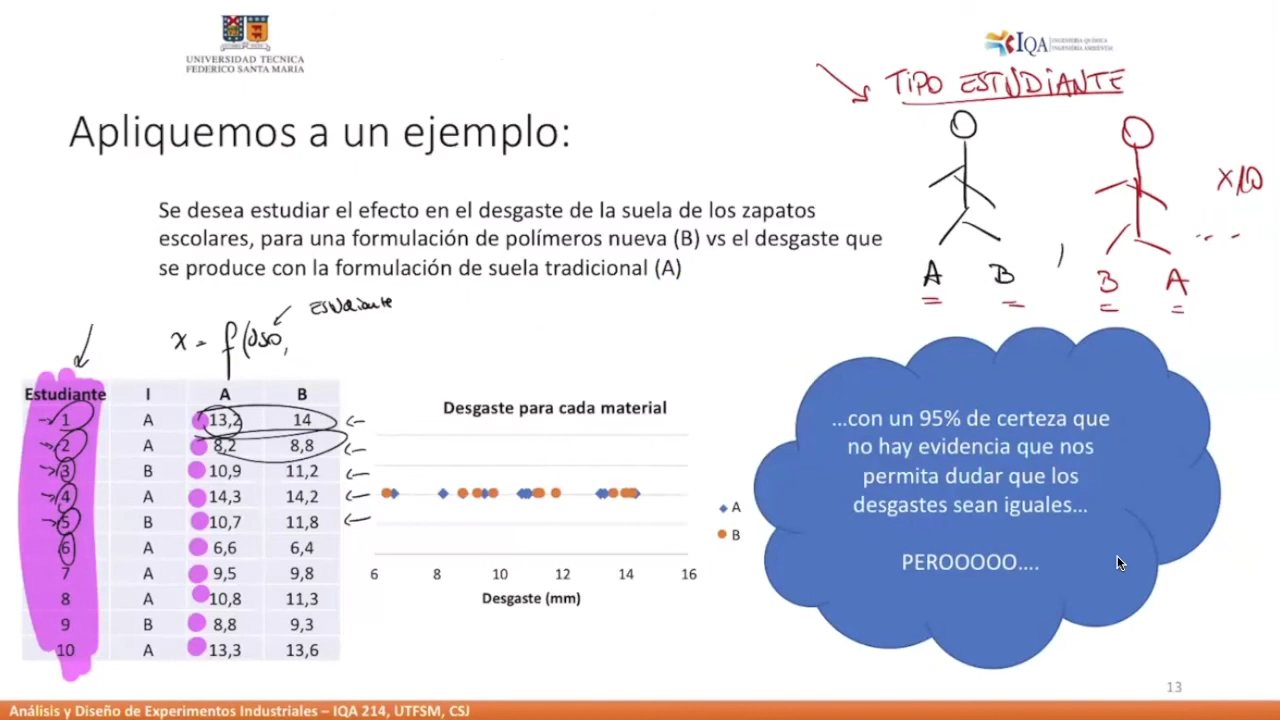 UNIVERSIDAD TECNICA
FEDERICO SANTA MARIA
IQA
INGENIERÍA QUÍMICA
INGENIERÍA AMBIENTAL
TIPO ESTUDIANTE
Apliquemos a un ejemplo:
x10
Se desea estudiar el efecto en el desgaste de la suela de los zapatos
escolares, para una formulación de polímeros nueva (B) vs el desgaste que
se produce con la formulación de suela tradicional (A)
A B , B A
ESTUDIANTE
x = f(USO,
Estudiante I A B
1 A 13,2 14
2 A 8,2 8,8
3 B 10,9 11,2
4 A 14,3 14,2
5 B 10,7 11,8
6 A 6,6 6,4
7 A 9,5 9,8
8 A 10,8 11,3
9 B 8,8 9,3
10 A 13,3 13,6
Desgaste para cada material
A
B
6 8 10 12 14 16
Desgaste (mm)
...con un 95% de certeza que
no hay evidencia que nos
permita dudar que los
desgastes sean iguales...
PEROOOOO....
13
Análisis y Diseño de Experimentos Industriales – IQA 214, UTFSM, CSJ